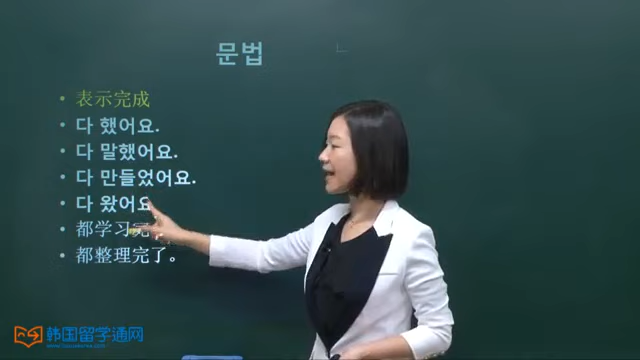 문법
表示完成
다 했어요.
다 말했어요.
다 만들었어요.
다 왔어요
都学习完
都整理完了。
韩国留学通网